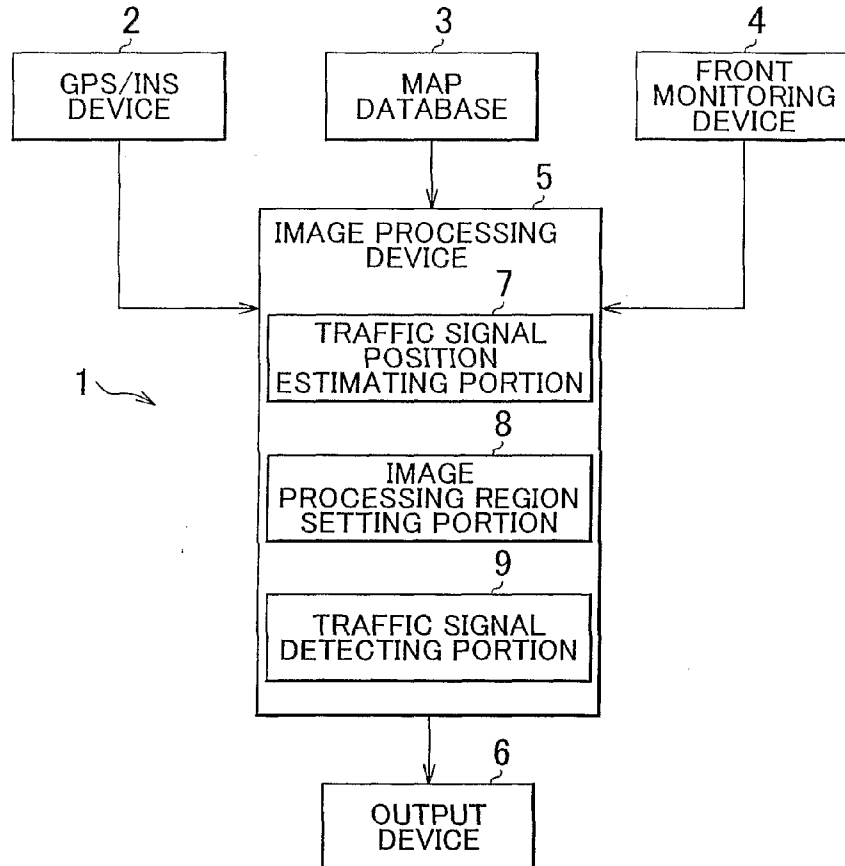 2
GPS/INS
DEVICE
3
MAP
DATABASE
4
FRONT
MONITORING
DEVICE
5
IMAGE PROCESSING
DEVICE
7
TRAFFIC SIGNAL
POSITION
ESTIMATING PORTION
1
8
IMAGE
PROCESSING REGION
SETTING PORTION
9
TRAFFIC SIGNAL
DETECTING PORTION
6
OUTPUT
DEVICE